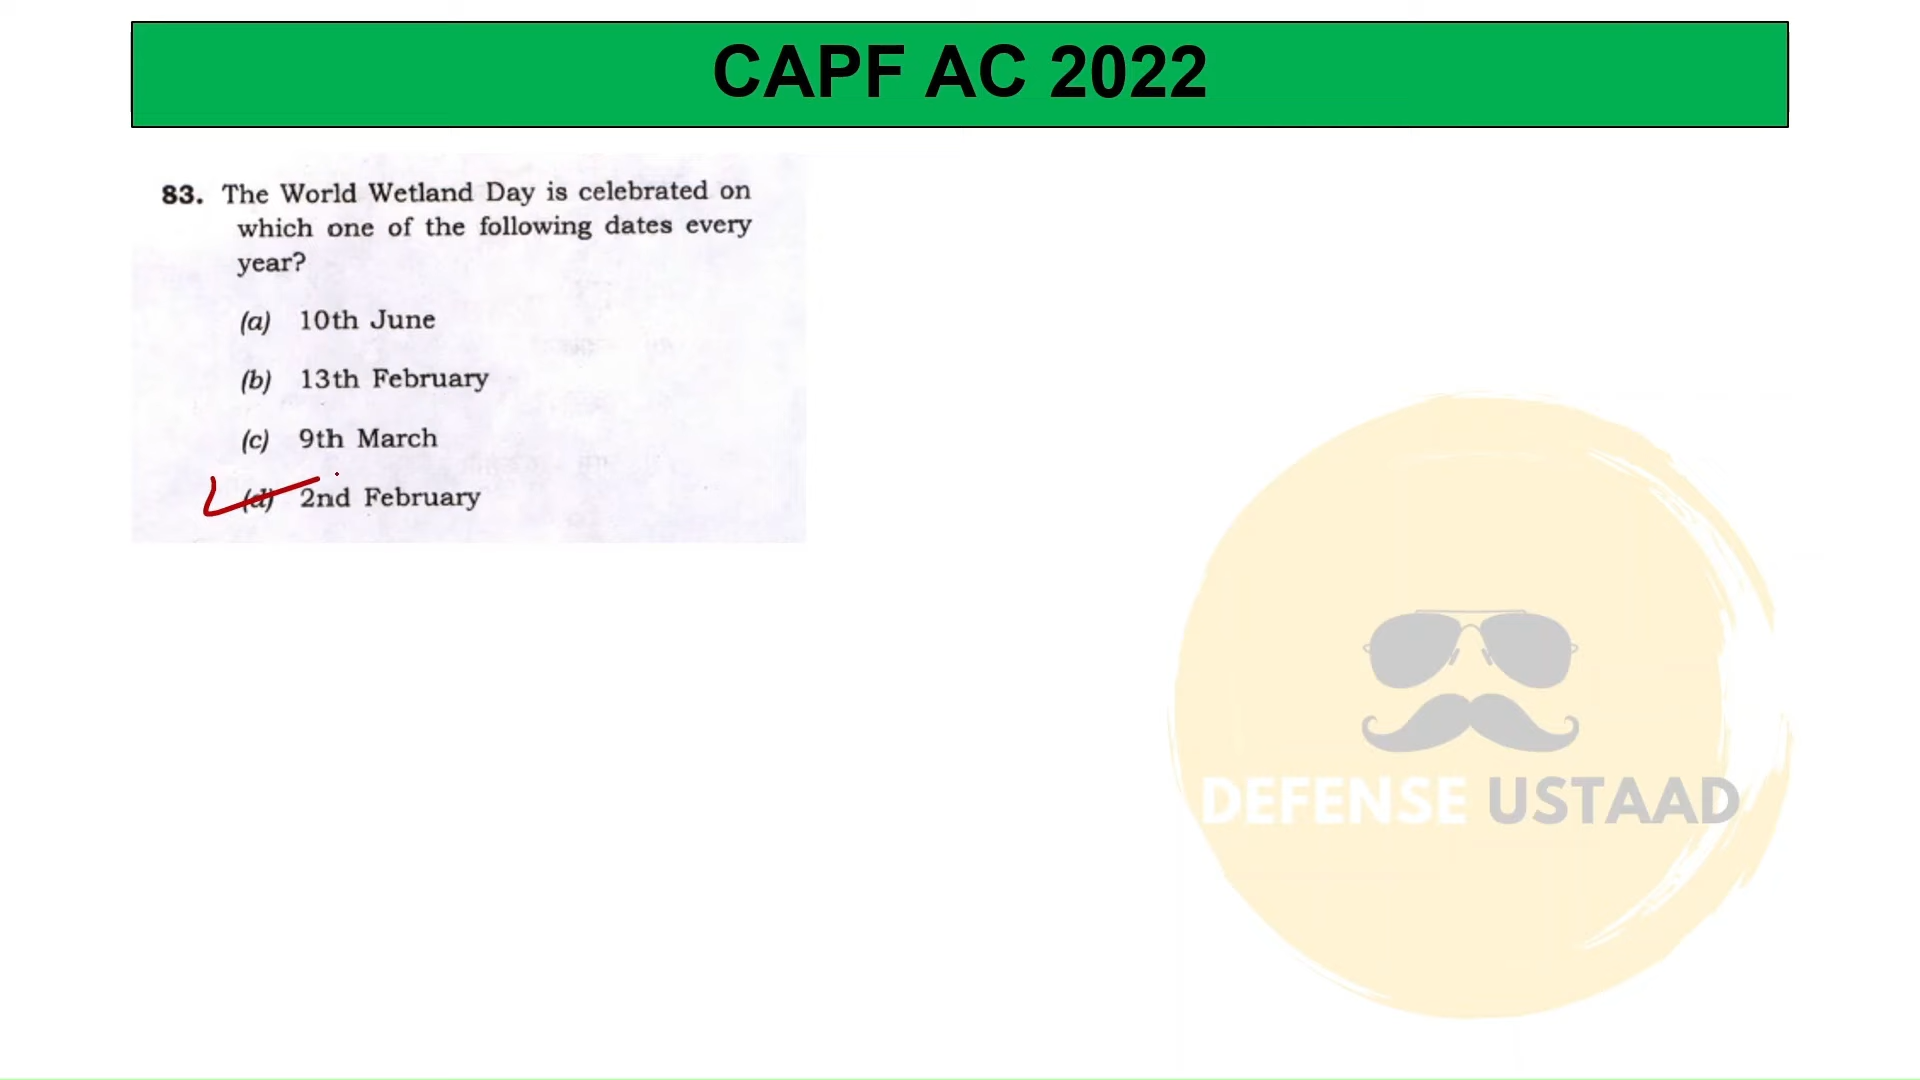 CAPF AC 2022
83. The World Wetland Day is celebrated on
which one of the following dates every
year?
(a) 10th June
(b) 13th February
(c) 9th March
(d) 2nd February
DEFENSE USTAAD